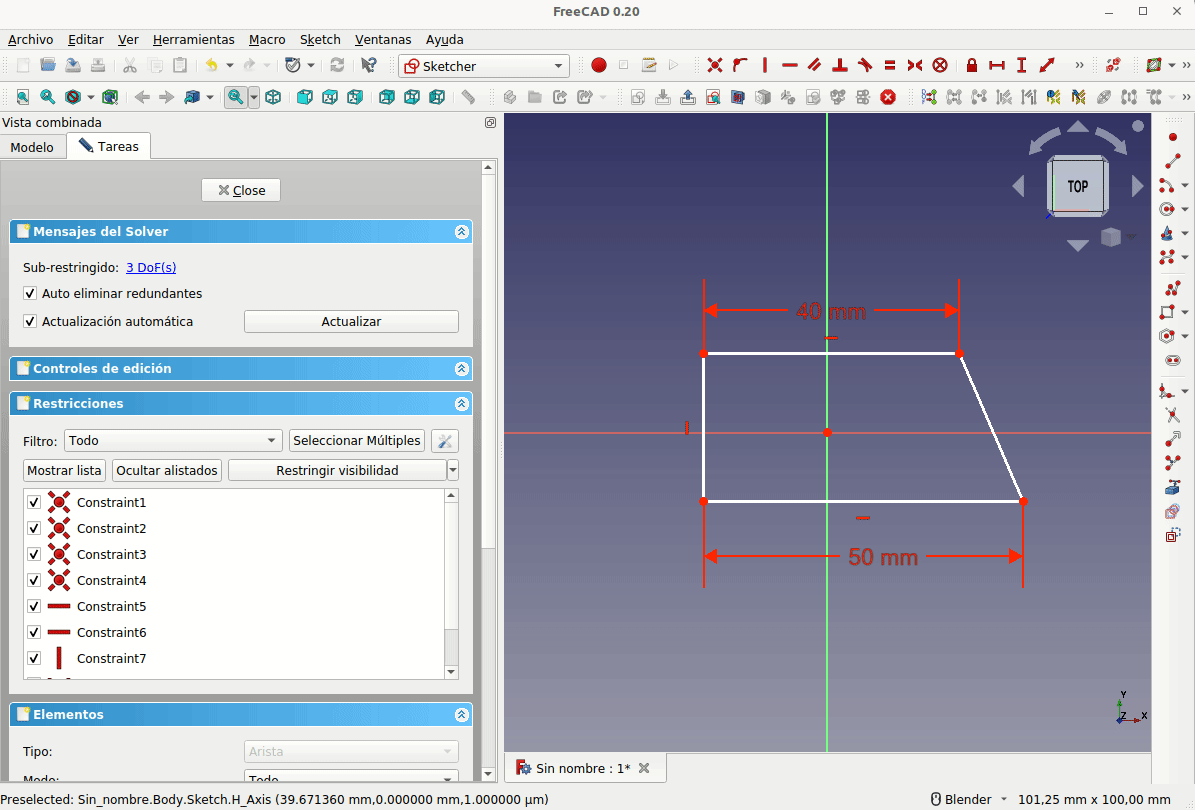 FreeCAD 0.20
Archivo Editar Ver Herramientas Macro Sketch Ventanas Ayuda
Sketcher
Vista combinada
Modelo Tareas
Close
Mensajes del Solver
Sub-restringido: 3 DoF(s)
Auto eliminar redundantes
Actualización automática Actualizar
Controles de edición
Restricciones
Filtro: Todo Seleccionar Múltiples
Mostrar lista Ocultar alistados Restringir visibilidad
Constraint1
Constraint2
Constraint3
Constraint4
Constraint5
Constraint6
Constraint7
Elementos
Tipo: Arista
Modo: Todo
TOP
40 mm
50 mm
Y
Z X
Sin nombre : 1*
Preselected: Sin_nombre.Body.Sketch.H_Axis (39.671360 mm,0.000000 mm,1.000000 µm) Blender 101,25 mm x 100,00 mm